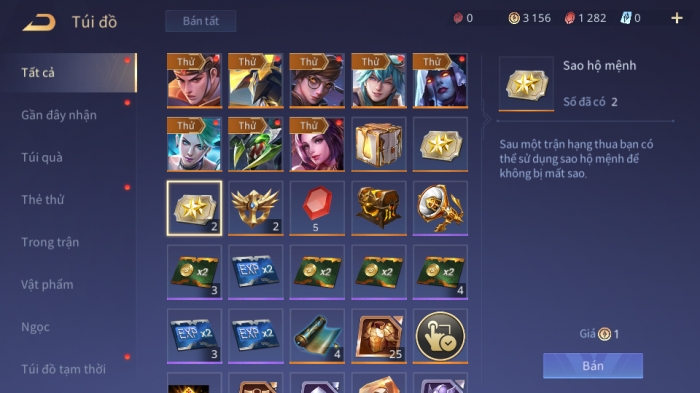 Túi đồ
Bán tất
0
3 156
1 282
0
Tất cả
Gần đây nhận
Túi quà
Thẻ thử
Trong trận
Vật phẩm
Ngọc
Túi đồ tạm thời
Thử
Thử
Thử
Thử
Thử
Thử
Thử
Thử
2
2
5
x2
3
EXP x2
x2
x2
x2
4
EXP x2
3
EXP x2
4
25
Sao hộ mệnh
Số đã có 2
Sau một trận hạng thua bạn có
thể sử dụng sao hộ mệnh để
không bị mất sao.
Giá 1
Bán